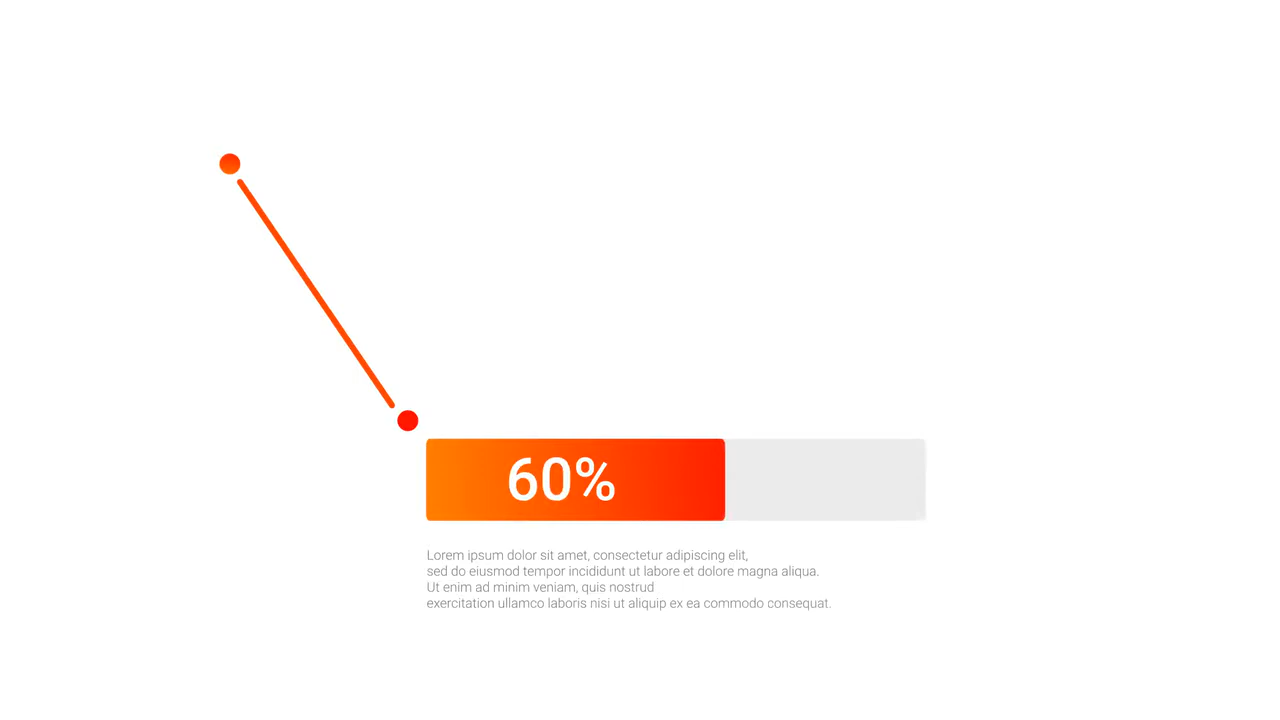 60%
Lorem ipsum dolor sit amet, consectetur adipiscing elit,
sed do eiusmod tempor incididunt ut labore et dolore magna aliqua.
Ut enim ad minim veniam, quis nostrud
exercitation ullamco laboris nisi ut aliquip ex ea commodo consequat.